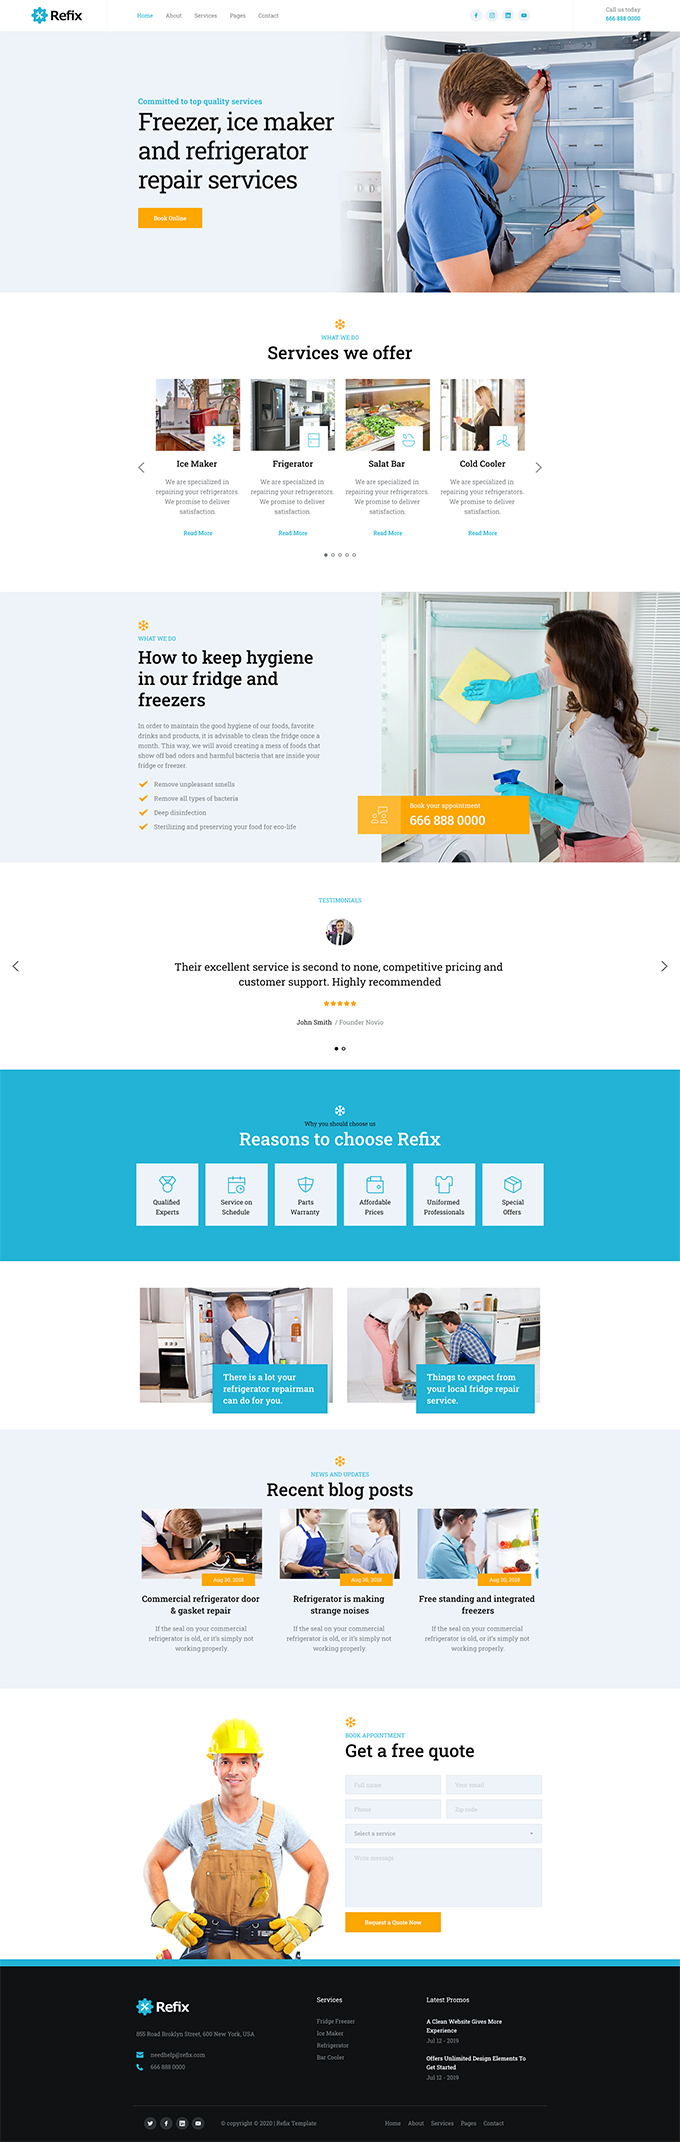 Refix
Home About Services Pages Contact
Call us today
666 888 0000
Committed to top quality services
Freezer, ice maker
and refrigerator
repair services
Book Online
WHAT WE DO
Services we offer
Ice Maker
We are specialized in
repairing your refrigerators.
We promise to deliver
satisfaction.
Read More
Frigerator
We are specialized in
repairing your refrigerators.
We promise to deliver
satisfaction.
Read More
Salat Bar
We are specialized in
repairing your refrigerators.
We promise to deliver
satisfaction.
Read More
Cold Cooler
We are specialized in
repairing your refrigerators.
We promise to deliver
satisfaction.
Read More
WHAT WE DO
How to keep hygiene
in our fridge and
freezers
In order to maintain the good hygiene of our foods, favorite
drinks and products, it is advisable to clean the fridge once a
month. This way, we will avoid creating a mess of foods that
show off bad odors and harmful bacteria that are inside your
fridge or freezer.
Remove unpleasant smells
Remove all types of bacteria
Deep disinfection
Sterilizing and preserving your food for eco-life
Book your appointment
666 888 0000
TESTIMONIALS
Their excellent service is second to none, competitive pricing and
customer support. Highly recommended
John Smith / Founder Novio
Why you should choose us
Reasons to choose Refix
Qualified
Experts
Service on
Schedule
Parts
Warranty
Affordable
Prices
Uniformed
Professionals
Special
Offers
There is a lot your
refrigerator repairman
can do for you.
Things to expect from
your local fridge repair
service.
NEWS AND UPDATES
Recent blog posts
Aug 30, 2018
Commercial refrigerator door
& gasket repair
If the seal on your commercial
refrigerator is old, or it's simply not
working properly.
Aug 30, 2018
Refrigerator is making
strange noises
If the seal on your commercial
refrigerator is old, or it's simply not
working properly.
Aug 30, 2018
Free standing and integrated
freezers
If the seal on your commercial
refrigerator is old, or it's simply not
working properly.
BOOK APPOINTMENT
Get a free quote
Full name
Your email
Phone
Zip code
Select a service
Write message
Request a Quote Now
Refix
855 Road Broklyn Street, 600 New York, USA
needhelp@refix.com
666 888 0000
Services
Fridge Freezer
Ice Maker
Refrigerator
Bar Cooler
Latest Promos
A Clean Website Gives More
Experience
Jul 12 - 2019
Offers Unlimited Design Elements To
Get Started
Jul 12 - 2019
© copyright © 2020 | Refix Template
Home About Services Pages Contact